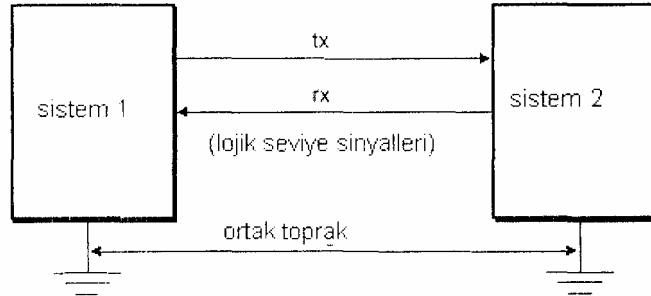 tx
sistem 1
rx
sistem 2
(lojik seviye sinyalleri)
ortak toprak